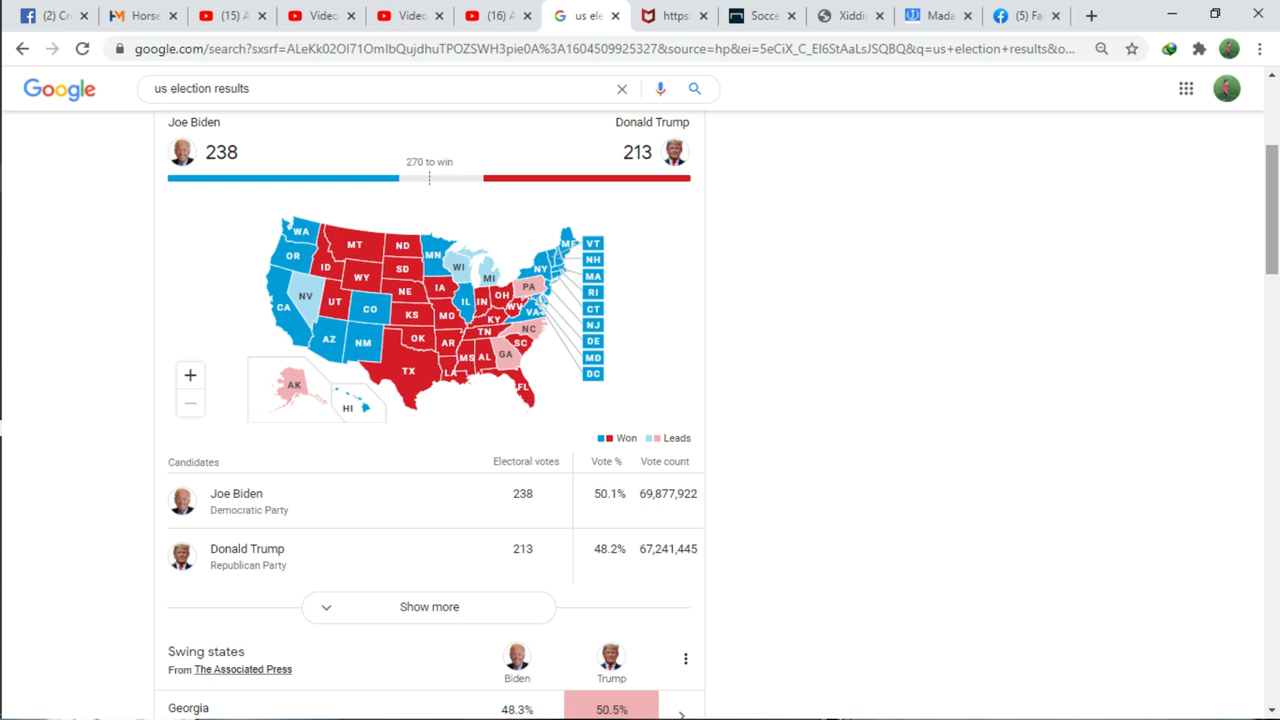 (2) Cr
Horse
(15) A
Video
Video
(16) A
us ele
https:
Socce
Xiddi
Mada
(5) Fa
google.com/search?sxsrf=ALeKk02OI71OmIbQujdhuTPOZSWH3pie0A%3A1604509925327&source=hp&ei=5eCiX_C_EI6StAaLsJSQBQ&q=us+election+results&o...
Google
us election results
Joe Biden
Donald Trump
238
213
270 to win
WA
MT
ND
MN
ME
VT
OR
ID
SD
WI
MI
NY
NH
WY
MA
NV
UT
NE
IA
PA
RI
CA
CO
KS
MO
IL
IN
OH
WV
VA
CT
KY
NC
NJ
AZ
NM
OK
AR
TN
SC
DE
TX
LA
MS
AL
GA
MD
FL
DC
AK
HI
+
−
Won
Leads
Candidates
Electoral votes
Vote %
Vote count
Joe Biden
238
50.1%
69,877,922
Democratic Party
Donald Trump
213
48.2%
67,241,445
Republican Party
Show more
Swing states
From The Associated Press
Biden
Trump
Georgia
48.3%
50.5%